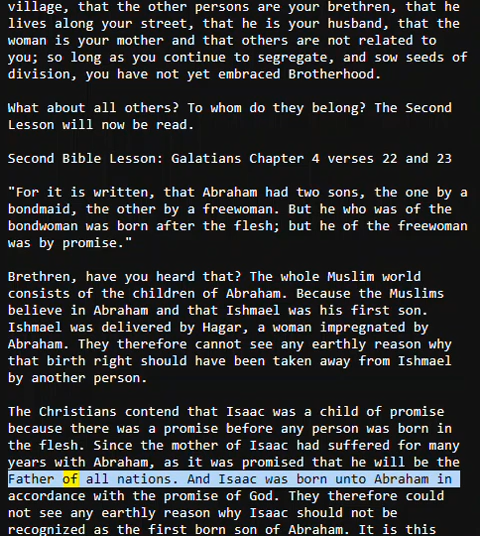 village, that the other persons are your brethren, that he
lives along your street, that he is your husband, that the
woman is your mother and that others are not related to
you; so long as you continue to segregate, and sow seeds of
division, you have not yet embraced Brotherhood.
What about all others? To whom do they belong? The Second
Lesson will now be read.
Second Bible Lesson: Galatians Chapter 4 verses 22 and 23
"For it is written, that Abraham had two sons, the one by a
bondmaid, the other by a freewoman. But he who was of the
bondwoman was born after the flesh; but he of the freewoman
was by promise."
Brethren, have you heard that? The whole Muslim world
consists of the children of Abraham. Because the Muslims
believe in Abraham and that Ishmael was his first son.
Ishmael was delivered by Hagar, a woman impregnated by
Abraham. They therefore cannot see any earthly reason why
that birth right should have been taken away from Ishmael
by another person.
The Christians contend that Isaac was a child of promise
because there was a promise before any person was born in
the flesh. Since the mother of Isaac had suffered for many
years with Abraham, as it was promised that he will be the
Father of all nations. And Isaac was born unto Abraham in
accordance with the promise of God. They therefore could
not see any earthly reason why Isaac should not be
recognized as the first born son of Abraham. It is this